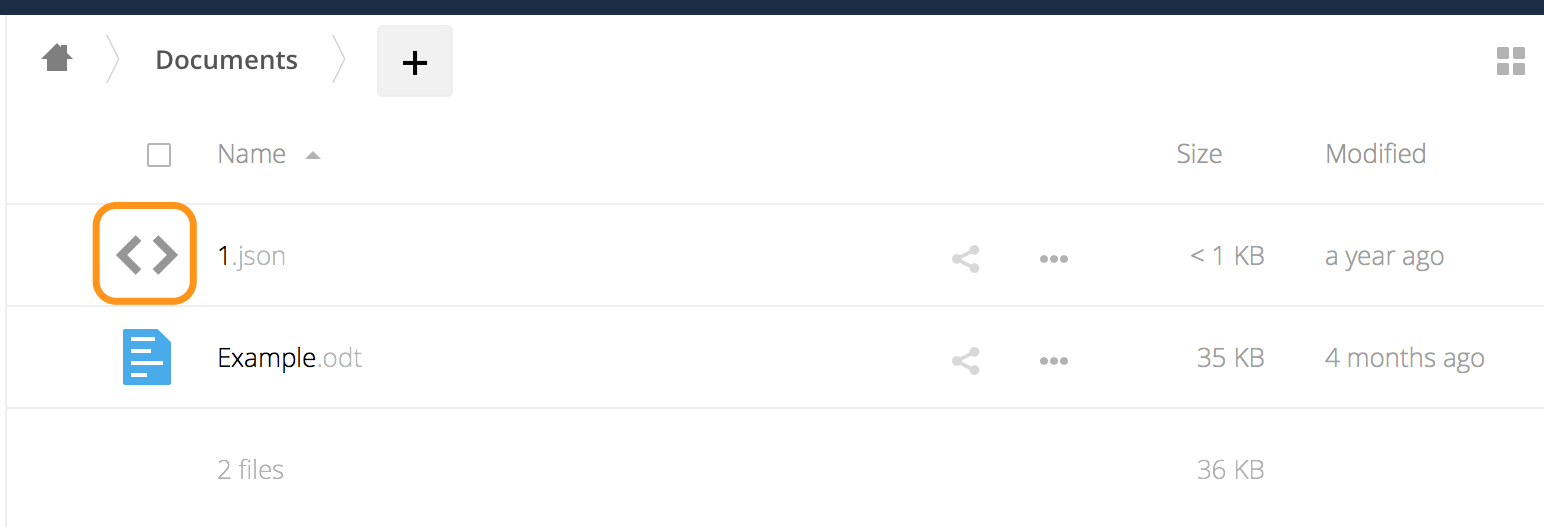 Documents
Name Size Modified
1.json < 1 KB a year ago
Example.odt 35 KB 4 months ago
2 files 36 KB